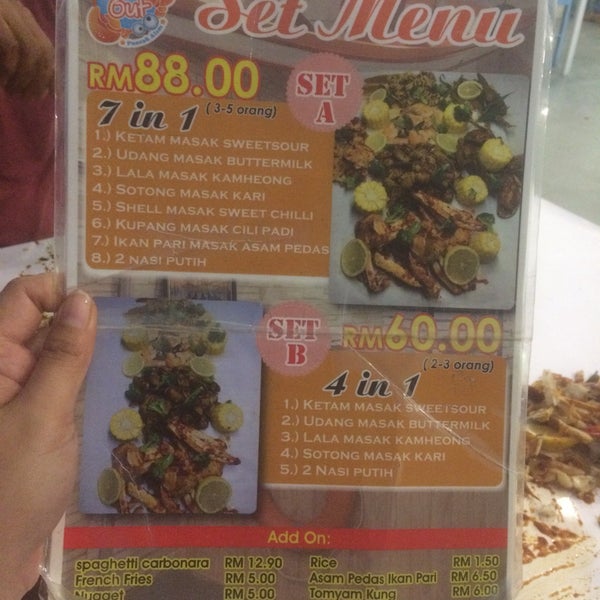 Out
Set Menu
RM88.00
SET A
7 in 1 (3-5 orang)
1.) KETAM MASAK SWEETSOUR
2.) UDANG MASAK BUTTERMILK
3.) LALA MASAK KAMHEONG
4.) SOTONG MASAK KARI
5.) SHELL MASAK SWEET CHILLI
6.) KUPANG MASAK CILI PADI
7.) IKAN PARI MASAK ASAM PEDAS
8.) 2 NASI PUTIH
SET B
RM60.00
(2-3 orang)
4 in 1
1.) KETAM MASAK SWEETSOUR
2.) UDANG MASAK BUTTERMILK
3.) LALA MASAK KAMHEONG
4.) SOTONG MASAK KARI
5.) 2 NASI PUTIH
Add On:
spaghetti carbonara RM 12.90
French Fries RM 5.00
Nugget RM 5.00
Rice RM 1.50
Asam Pedas Ikan Pari RM 6.50
Tomyam Kung RM 6.00